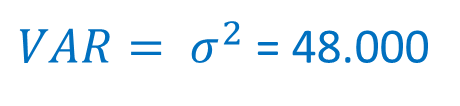 VAR = σ² = 48.000